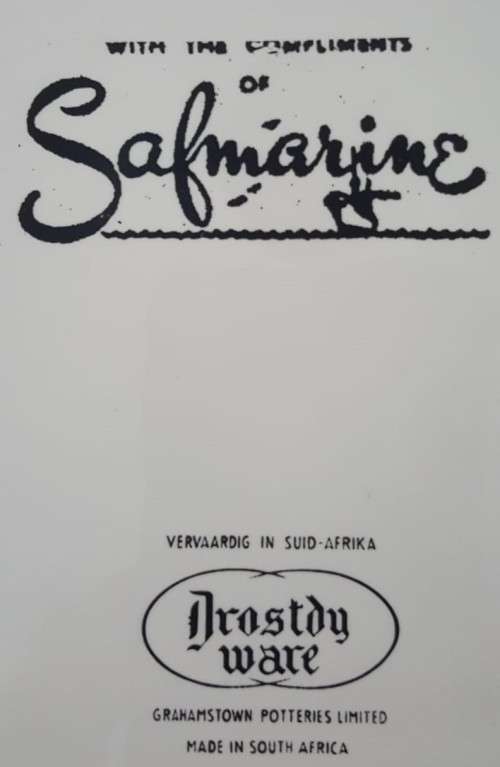 WITH THE COMPLIMENTS
OF
Safmarine
VERVAARDIG IN SUID-AFRIKA
Drostdy
ware
GRAHAMSTOWN POTTERIES LIMITED
MADE IN SOUTH AFRICA